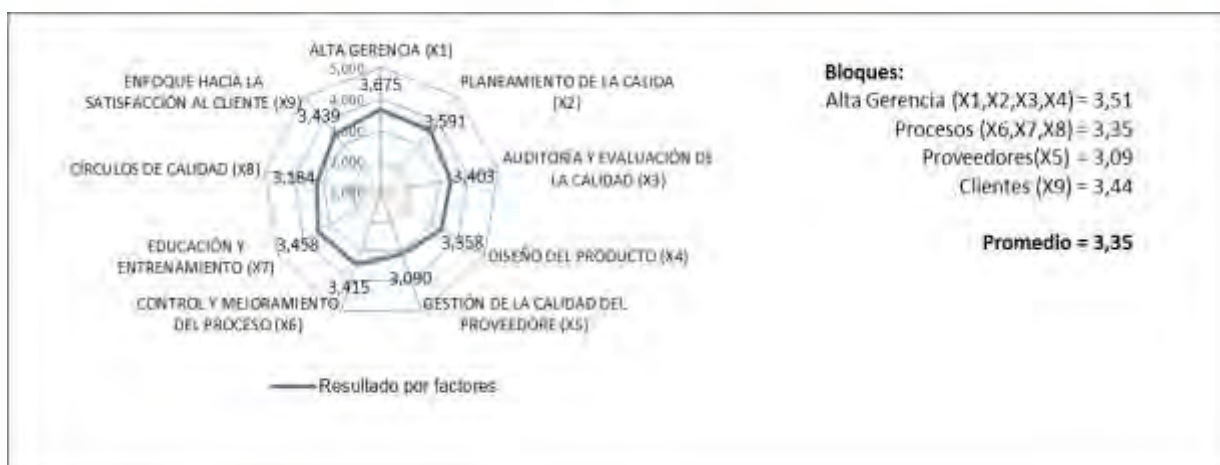 ALTA GERENCIA (X1)
5,000
3,675
PLANEAMIENTO DE LA CALIDA
(X2)
3,591
AUDITORÍA Y EVALUACIÓN DE
LA CALIDAD (X3)
3,403
3,358
DISEÑO DEL PRODUCTO (X4)
3,090
GESTIÓN DE LA CALIDAD DEL
PROVEEDORE (X5)
3,415
CONTROL Y MEJORAMIENTO
DEL PROCESO (X6)
3,458
EDUCACIÓN Y
ENTRENAMIENTO (X7)
CÍRCULOS DE CALIDAD (X8)
3,184
ENFOQUE HACIA LA
SATISFACCIÓN AL CLIENTE (X9)
3,439
4,000
Resultado por factores
Bloques:
Alta Gerencia (X1,X2,X3,X4) = 3,51
Procesos (X6,X7,X8) = 3,35
Proveedores(X5) = 3,09
Clientes (X9) = 3,44
Promedio = 3,35